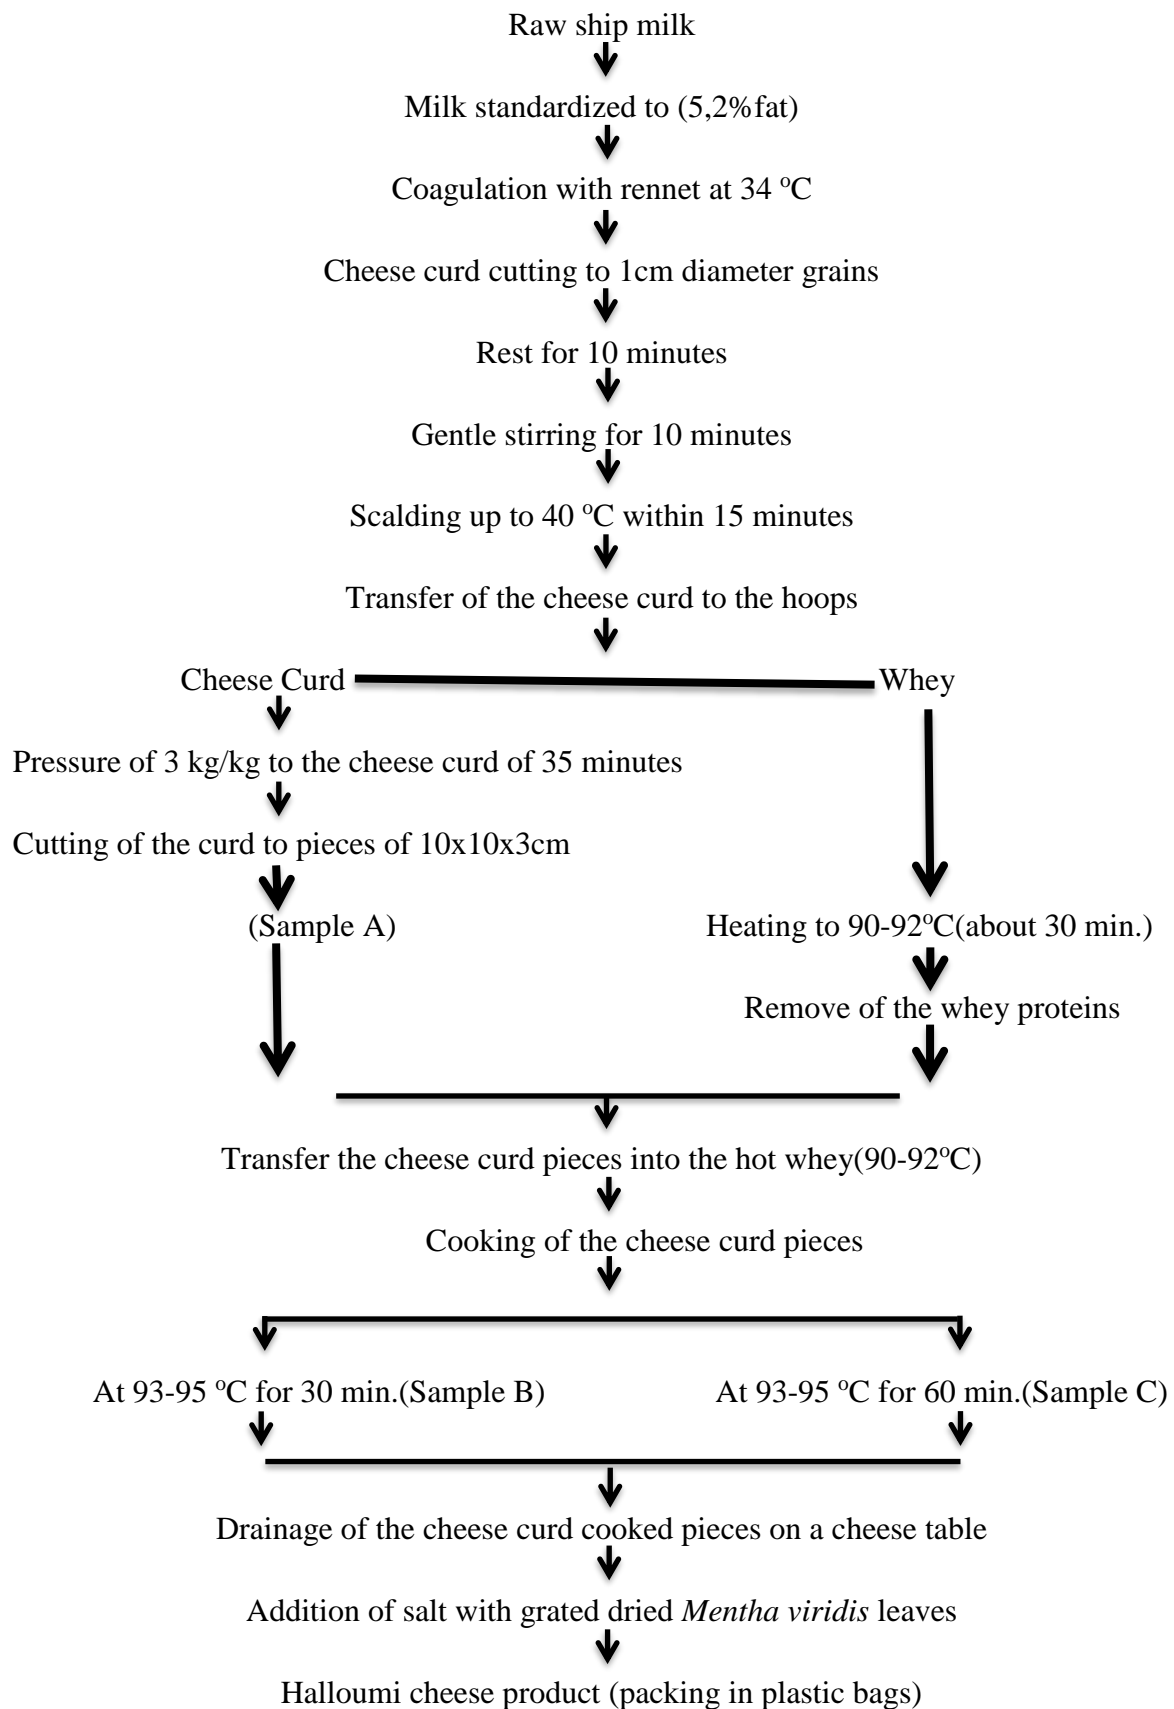 Raw ship milk
Milk standardized to (5,2%fat)
Coagulation with rennet at 34 °C
Cheese curd cutting to 1cm diameter grains
Rest for 10 minutes
Gentle stirring for 10 minutes
Scalding up to 40 °C within 15 minutes
Transfer of the cheese curd to the hoops
Cheese Curd
Whey
Pressure of 3 kg/kg to the cheese curd of 35 minutes
Cutting of the curd to pieces of 10x10x3cm
(Sample A)
Heating to 90-92°C(about 30 min.)
Remove of the whey proteins
Transfer the cheese curd pieces into the hot whey(90-92°C)
Cooking of the cheese curd pieces
At 93-95 °C for 30 min.(Sample B)
At 93-95 °C for 60 min.(Sample C)
Drainage of the cheese curd cooked pieces on a cheese table
Addition of salt with grated dried Mentha viridis leaves
Halloumi cheese product (packing in plastic bags)